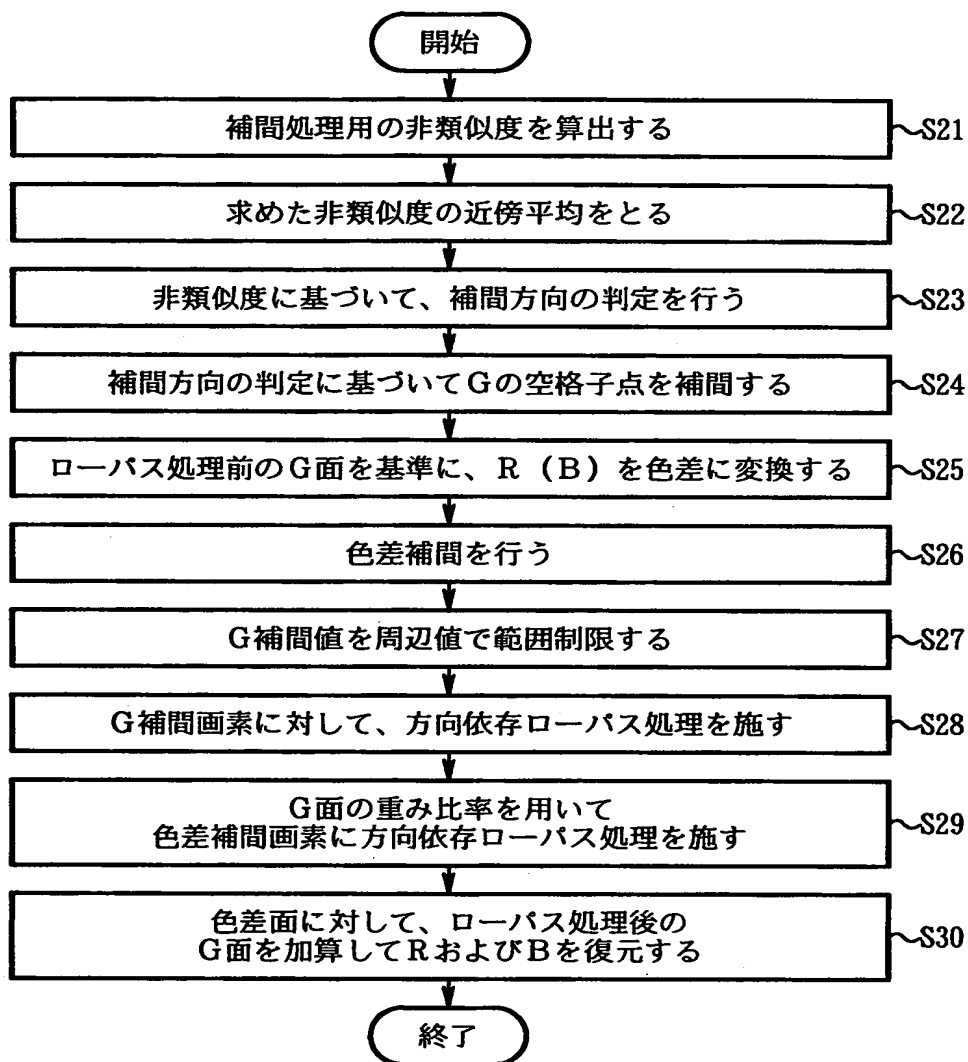 開始
補間処理用の非類似度を算出する
S21
求めた非類似度の近傍平均をとる
S22
非類似度に基づいて、補間方向の判定を行う
S23
補間方向の判定に基づいてGの空格子点を補間する
S24
ローパス処理前のG面を基準に、R(B)を色差に変換する
S25
色差補間を行う
S26
G補間値を周辺値で範囲制限する
S27
G補間画素に対して、方向依存ローパス処理を施す
S28
G面の重み比率を用いて
色差補間画素に方向依存ローパス処理を施す
S29
色差面に対して、ローパス処理後の
G面を加算してRおよびBを復元する
S30
終了